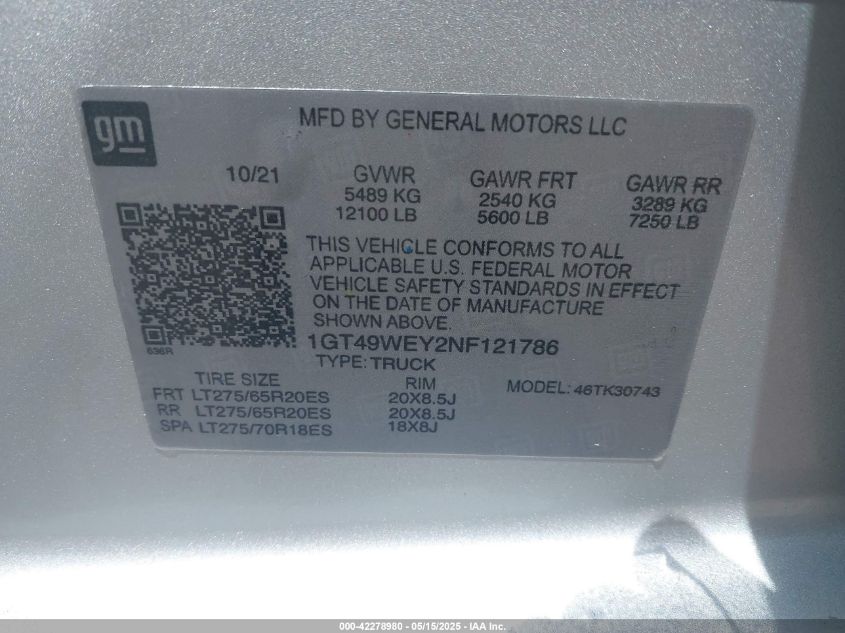 gm
MFD BY GENERAL MOTORS LLC
10/21 GVWR GAWR FRT GAWR RR
5489 KG 2540 KG 3289 KG
12100 LB 5600 LB 7250 LB
THIS VEHICLE CONFORMS TO ALL
APPLICABLE U.S. FEDERAL MOTOR
VEHICLE SAFETY STANDARDS IN EFFECT
ON THE DATE OF MANUFACTURE
SHOWN ABOVE.
636R
1GT49WEY2NF121786
TYPE: TRUCK
TIRE SIZE RIM MODEL: 46TK30743
FRT LT275/65R20ES 20X8.5J
RR LT275/65R20ES 20X8.5J
SPA LT275/70R18ES 18X8J
000-42278980 - 05/15/2025 - IAA Inc.